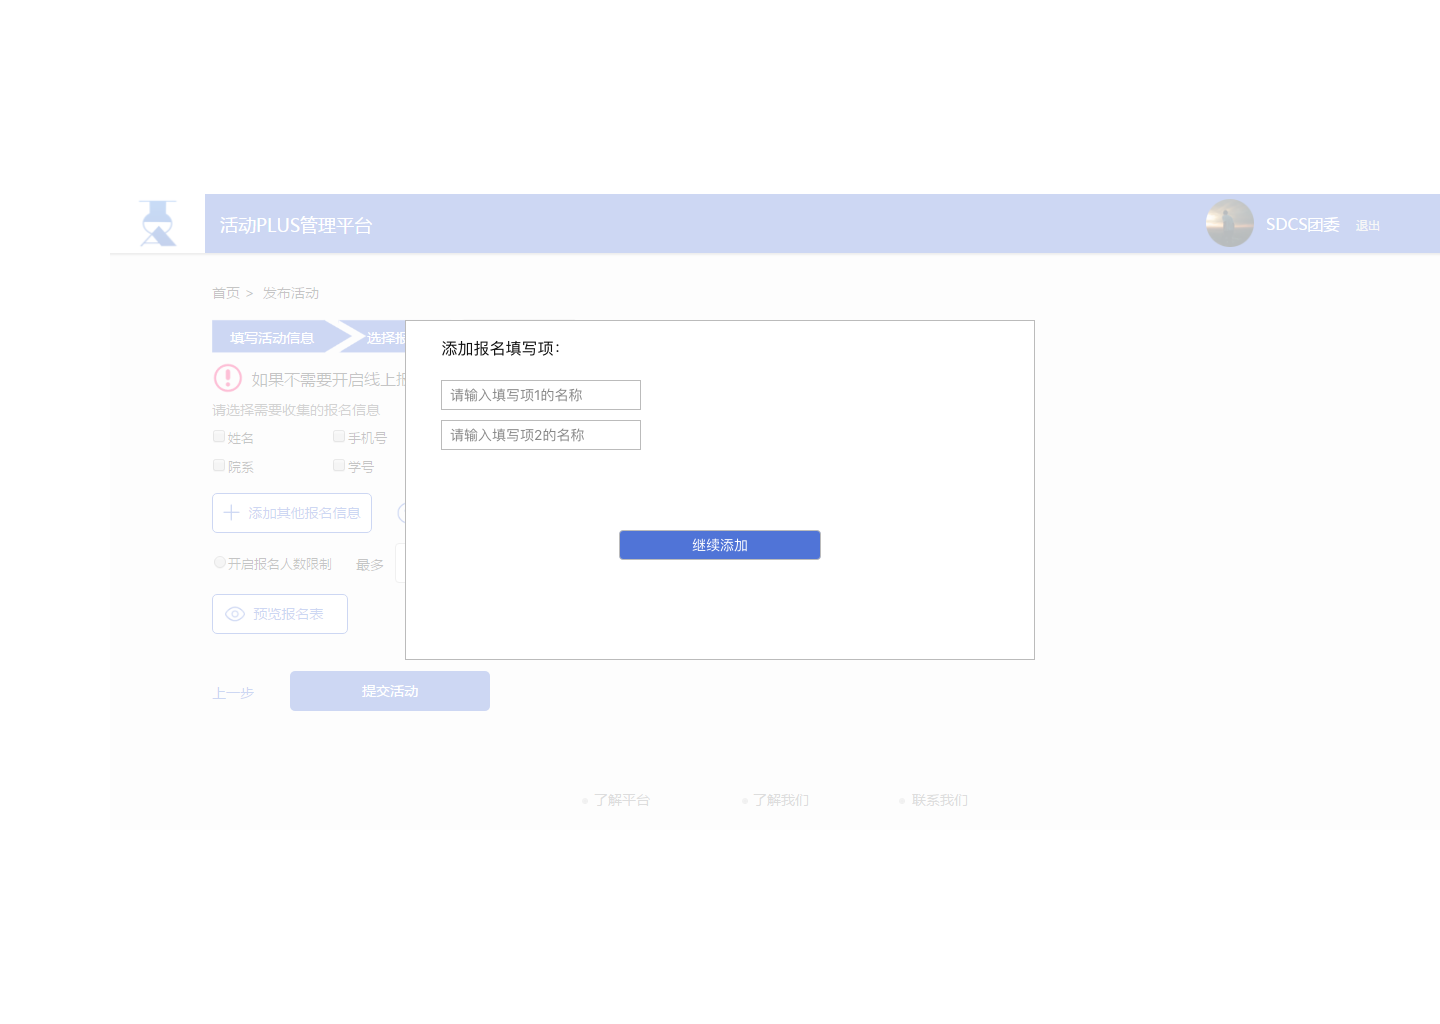 活动PLUS管理平台
SDCS团委 退出
首页 > 发布活动
填写活动信息
选择报
如果不需要开启线上报
请选择需要收集的报名信息
姓名 手机号
院系 学号
添加其他报名信息
开启报名人数限制 最多
预览报名表
上一步 提交活动
添加报名填写项：
请输入填写项1的名称
请输入填写项2的名称
继续添加
了解平台 了解我们 联系我们